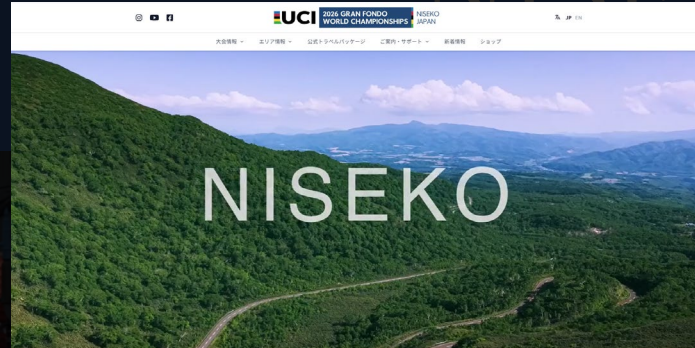 UCI 2026 GRAN FONDO WORLD CHAMPIONSHIPS NISEKO JAPAN
JP EN
大会情報 エリア情報 公式トラベルパッケージ ご案内・サポート 新着情報 ショップ
NISEKO